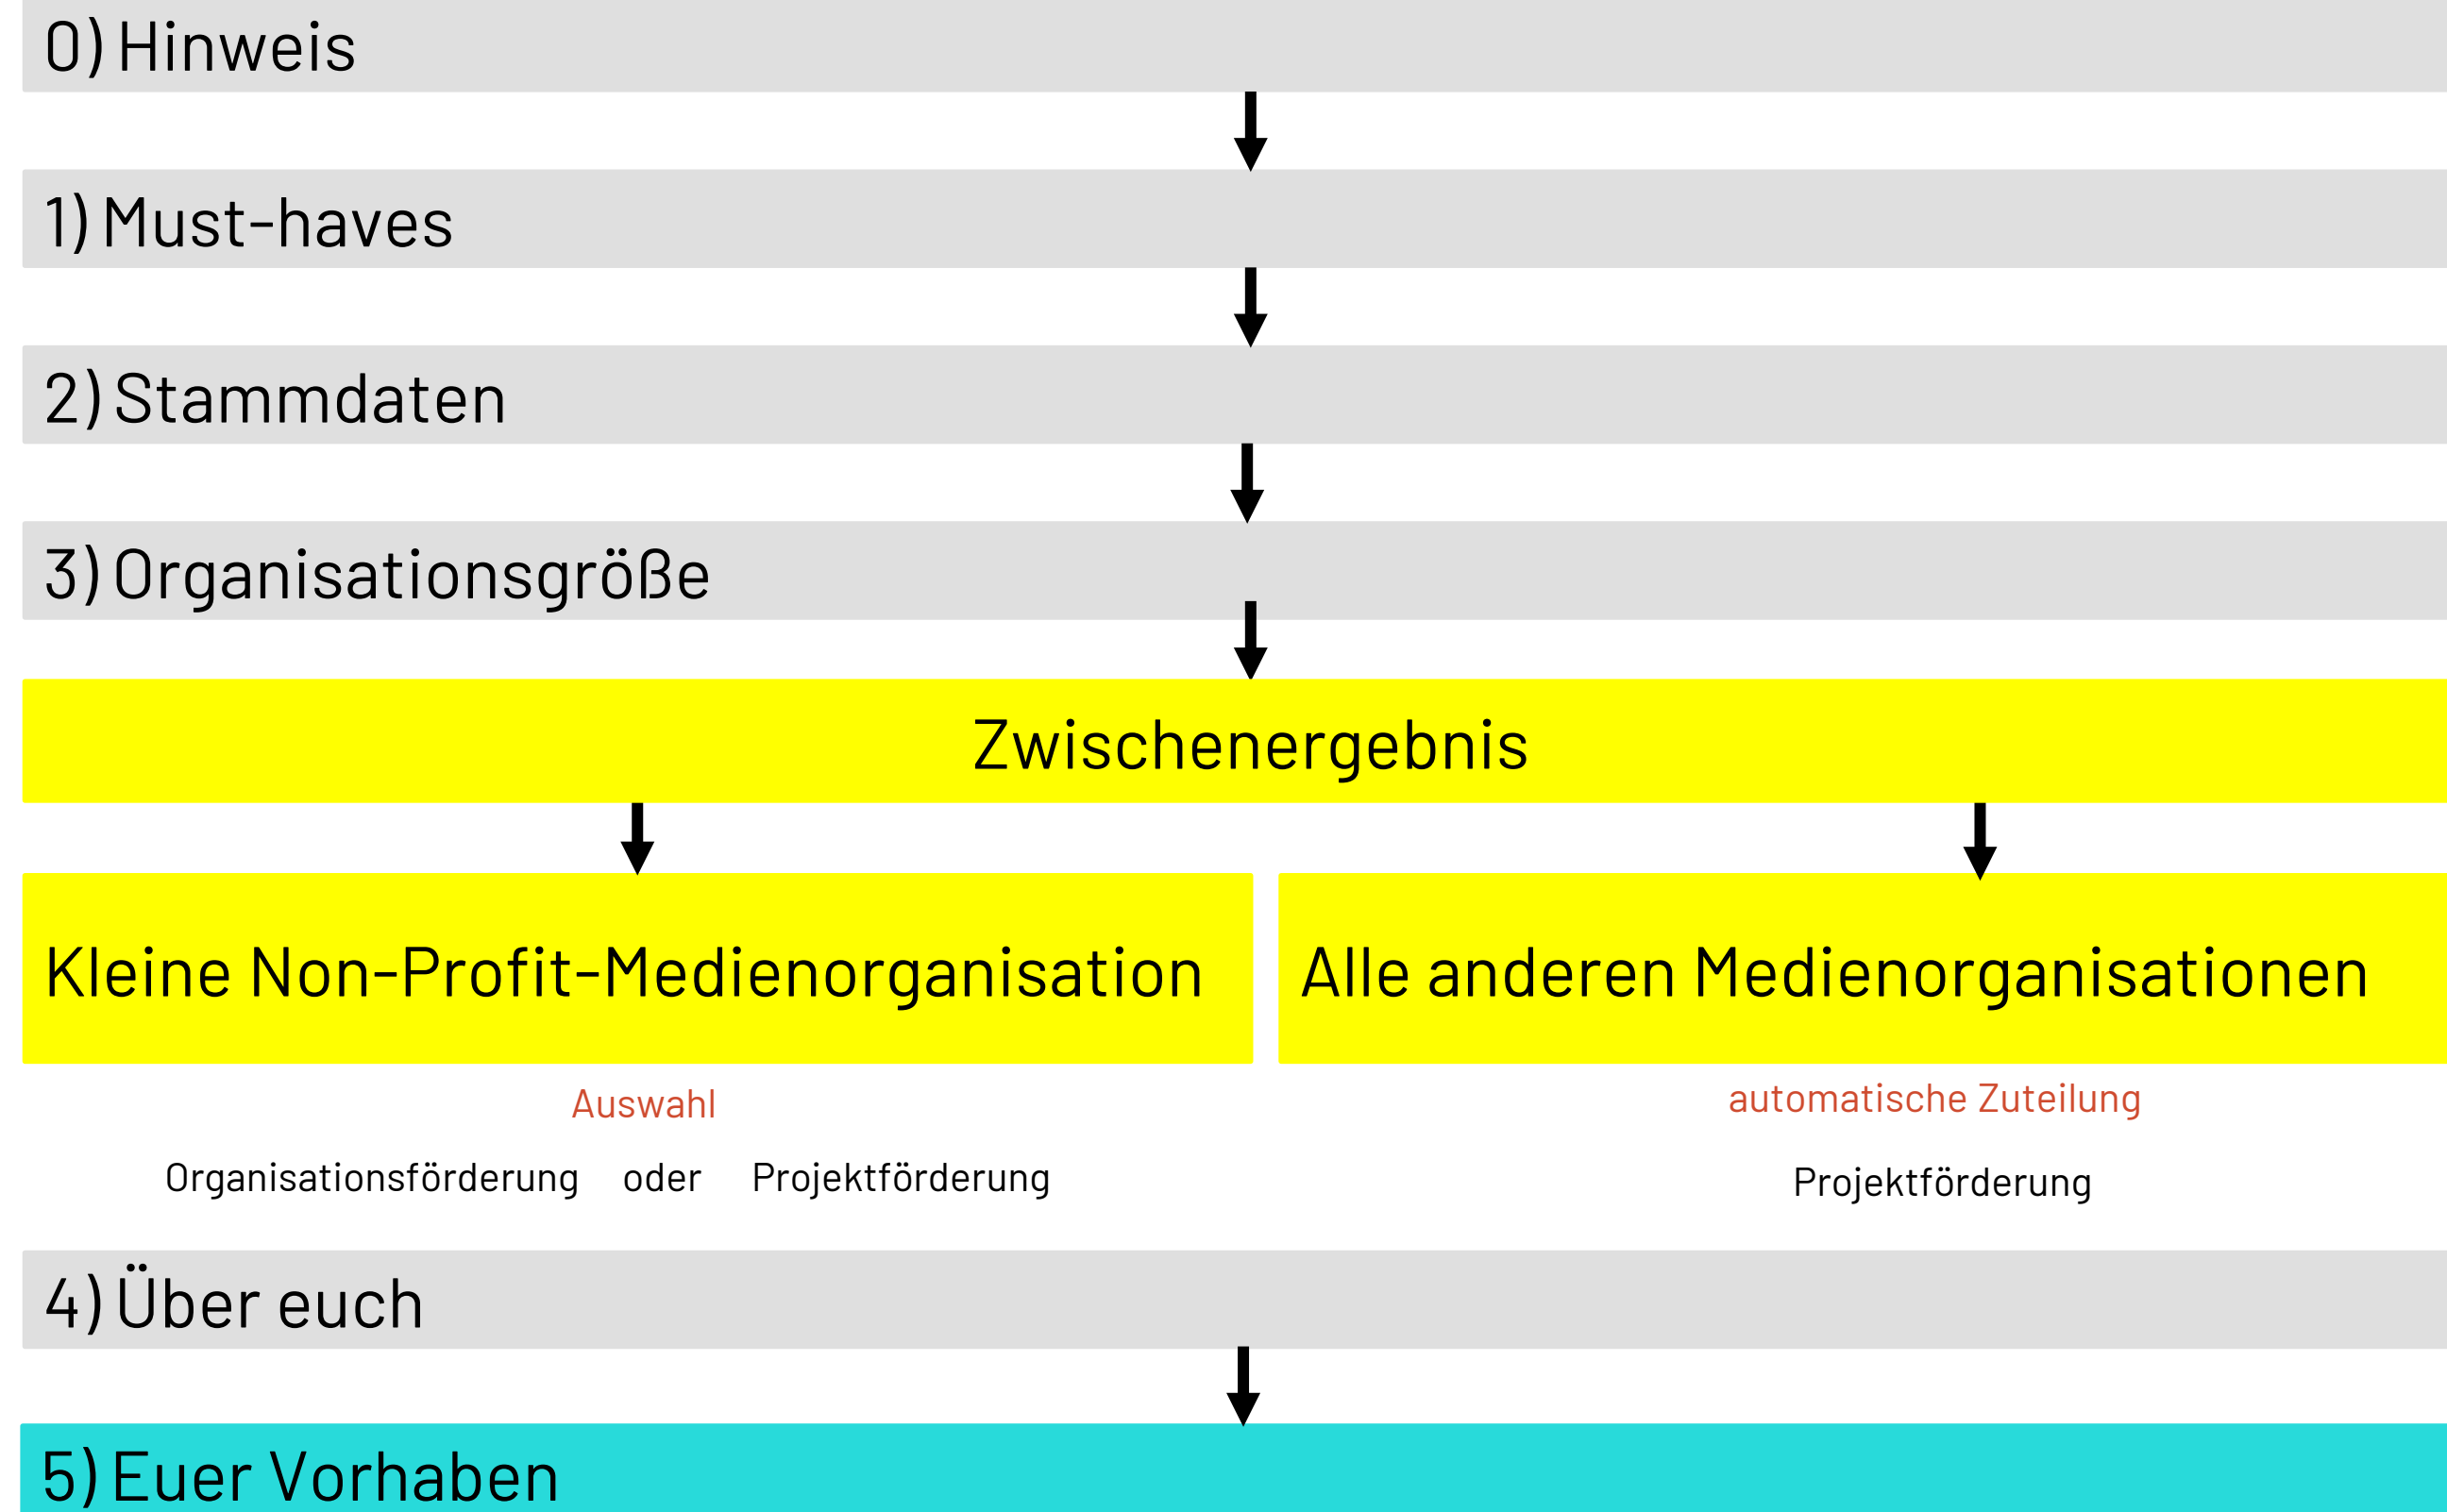 0) Hinweis
1) Must-haves
2) Stammdaten
3) Organisationsgröße
Zwischenergebnis
Kleine Non-Profit-Medienorganisation
Alle anderen Medienorganisationen
Auswahl
automatische Zuteilung
Organisationsförderung oder Projektförderung
Projektförderung
4) Über euch
5) Euer Vorhaben